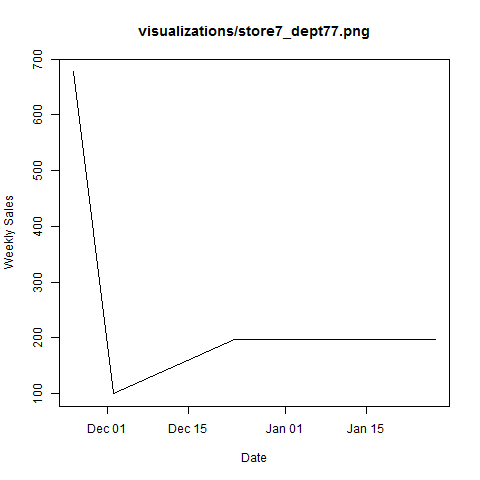 visualizations/store7_dept77.png
700
600
500
400
300
200
100
Weekly Sales
Dec 01
Dec 15
Jan 01
Jan 15
Date